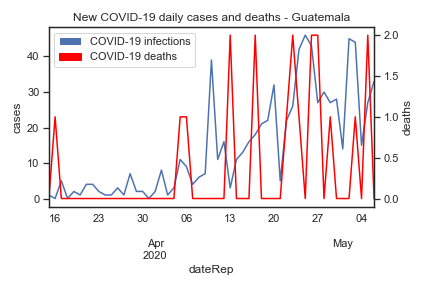 New COVID-19 daily cases and deaths - Guatemala
COVID-19 infections
COVID-19 deaths
cases
40
30
20
10
0
deaths
2.0
1.5
1.0
0.5
0.0
16 23 30 06 13 20 27 04
Apr May
2020
dateRep